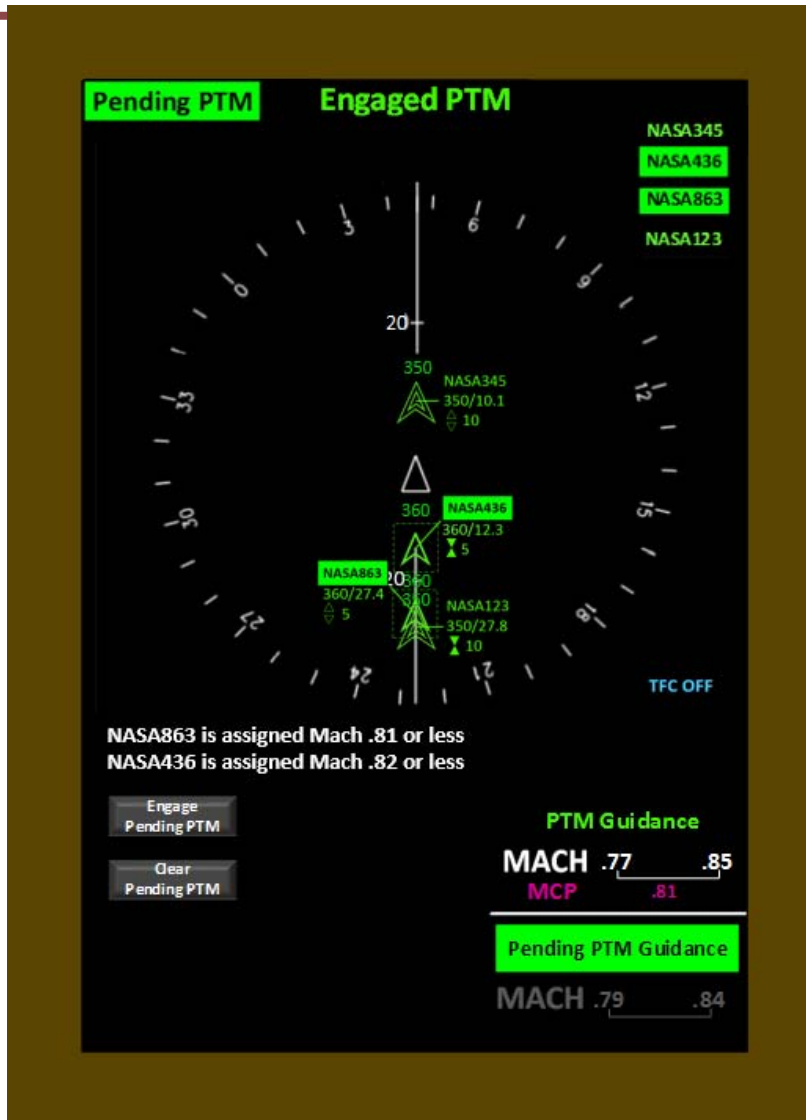 Pending PTM
Engaged PTM
NASA345
NASA436
NASA863
NASA123
0
3
6
9
12
15
18
21
24
27
30
33
20
350
NASA345
350/10.1
10
360
NASA436
360/12.3
5
NASA863
360/27.4
5
20
360
350
NASA123
350/27.8
10
TFC OFF
NASA863 is assigned Mach .81 or less
NASA436 is assigned Mach .82 or less
Engage
Pending PTM
Clear
Pending PTM
PTM Guidance
MACH .77 .85
MCP .81
Pending PTM Guidance
MACH .79 .84